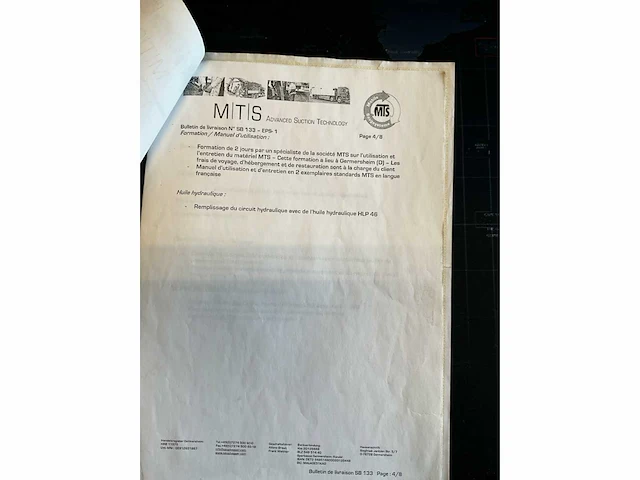 M|T|S ADVANCED SUCTION TECHNOLOGY
MTS
Bulletin de livraison N° SB 133 – EPS-1
Page 4/8
Formation / Manuel d'utilisation :
- Formation de 2 jours par un spécialiste de la société MTS sur l'utilisation et
l'entretien du matériel MTS – Cette formation a lieu à Germersheim (D) – Les
frais de voyage, d'hébergement et de restauration sont à la charge du client
- Manuel d'utilisation et d'entretien en 2 exemplaires standards MTS en langue
française
Huile hydraulique :
- Remplissage du circuit hydraulique avec de l'huile hydraulique HLP 46
Bulletin de livraison SB 133 Page : 4/8